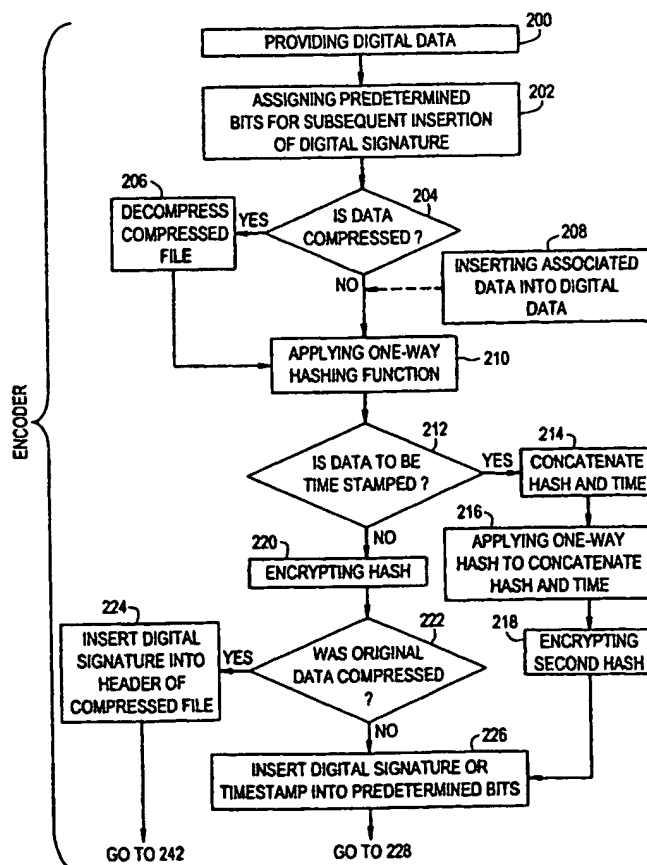 200
PROVIDING DIGITAL DATA
202
ASSIGNING PREDETERMINED
BITS FOR SUBSEQUENT INSERTION
OF DIGITAL SIGNATURE
206
DECOMPRESS
COMPRESSED
FILE
YES
204
IS DATA
COMPRESSED ?
NO
208
INSERTING ASSOCIATED
DATA INTO DIGITAL
DATA
APPLYING ONE-WAY
HASHING FUNCTION
210
ENCODER
212
IS DATA TO BE
TIME STAMPED ?
YES
NO
214
CONCATENATE
HASH AND TIME
216
APPLYING ONE-WAY
HASH TO CONCATENATE
HASH AND TIME
220
ENCRYPTING HASH
218
ENCRYPTING
SECOND HASH
224
INSERT DIGITAL
SIGNATURE INTO
HEADER OF
COMPRESSED FILE
YES
222
WAS ORIGINAL
DATA COMPRESSED
?
NO
226
INSERT DIGITAL SIGNATURE OR
TIMESTAMP INTO PREDETERMINED BITS
GO TO 242
GO TO 228